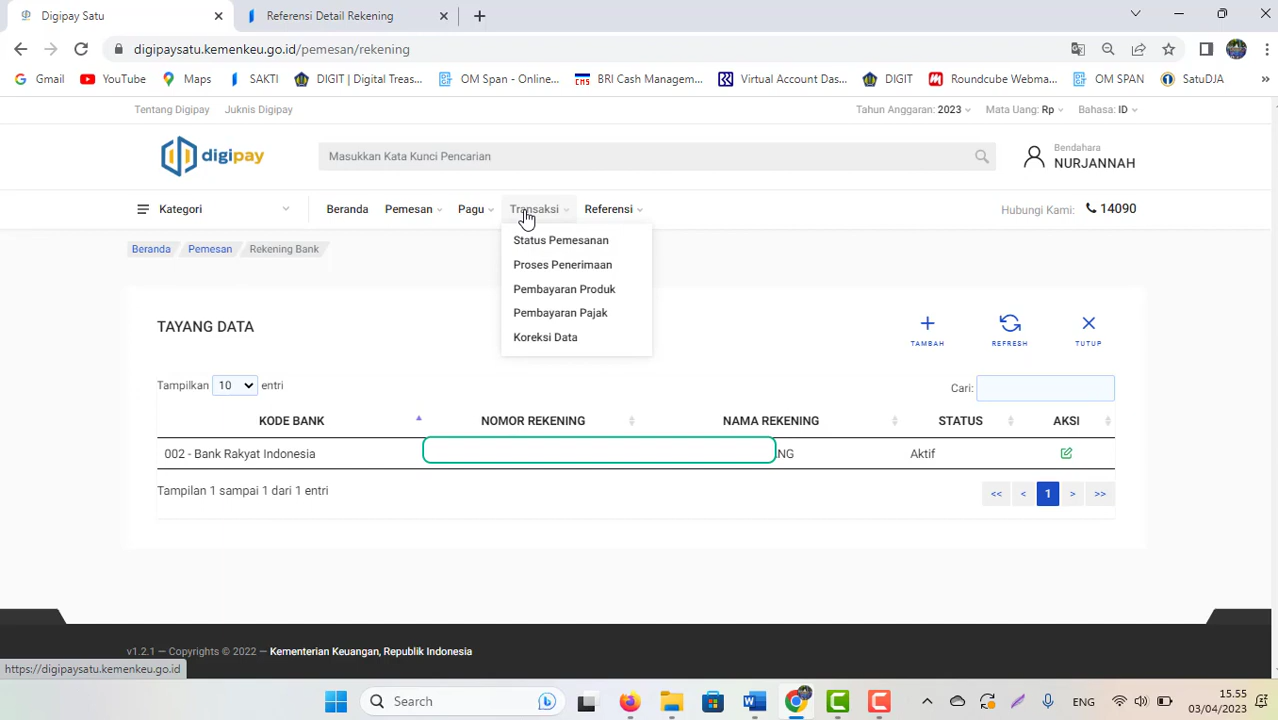 Digipay Satu
Referensi Detail Rekening
digipaysatu.kemenkeu.go.id/pemesan/rekening
Gmail YouTube Maps SAKTI DIGIT | Digital Treas... OM Span - Online... BRI Cash Managem... Virtual Account Das... DIGIT Roundcube Webma... OM SPAN SatuDJA »
Tentang Digipay Juknis Digipay Tahun Anggaran: 2023 Mata Uang: Rp Bahasa: ID
digipay
Masukkan Kata Kunci Pencarian
Bendahara
NURJANNAH
Kategori Beranda Pemesan Pagu Transaksi Referensi Hubungi Kami: 14090
Status Pemesanan
Proses Penerimaan
Pembayaran Produk
Pembayaran Pajak
Koreksi Data
Beranda Pemesan Rekening Bank
TAYANG DATA
TAMBAH REFRESH TUTUP
Tampilkan 10 entri Cari:
KODE BANK NOMOR REKENING NAMA REKENING STATUS AKSI
002 - Bank Rakyat Indonesia NG Aktif
Tampilan 1 sampai 1 dari 1 entri << < 1 > >>
v1.2.1 — Copyrights © 2022 — Kementerian Keuangan, Republik Indonesia
https://digipaysatu.kemenkeu.go.id
Search
ENG
15.55
03/04/2023